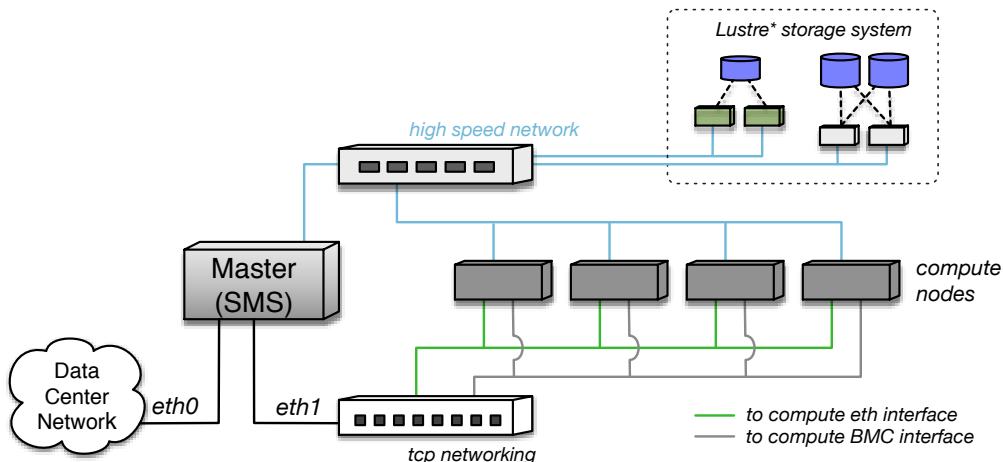 Lustre* storage system
high speed network
Master
(SMS)
compute
nodes
Data
Center
Network
eth0
eth1
tcp networking
to compute eth interface
to compute BMC interface